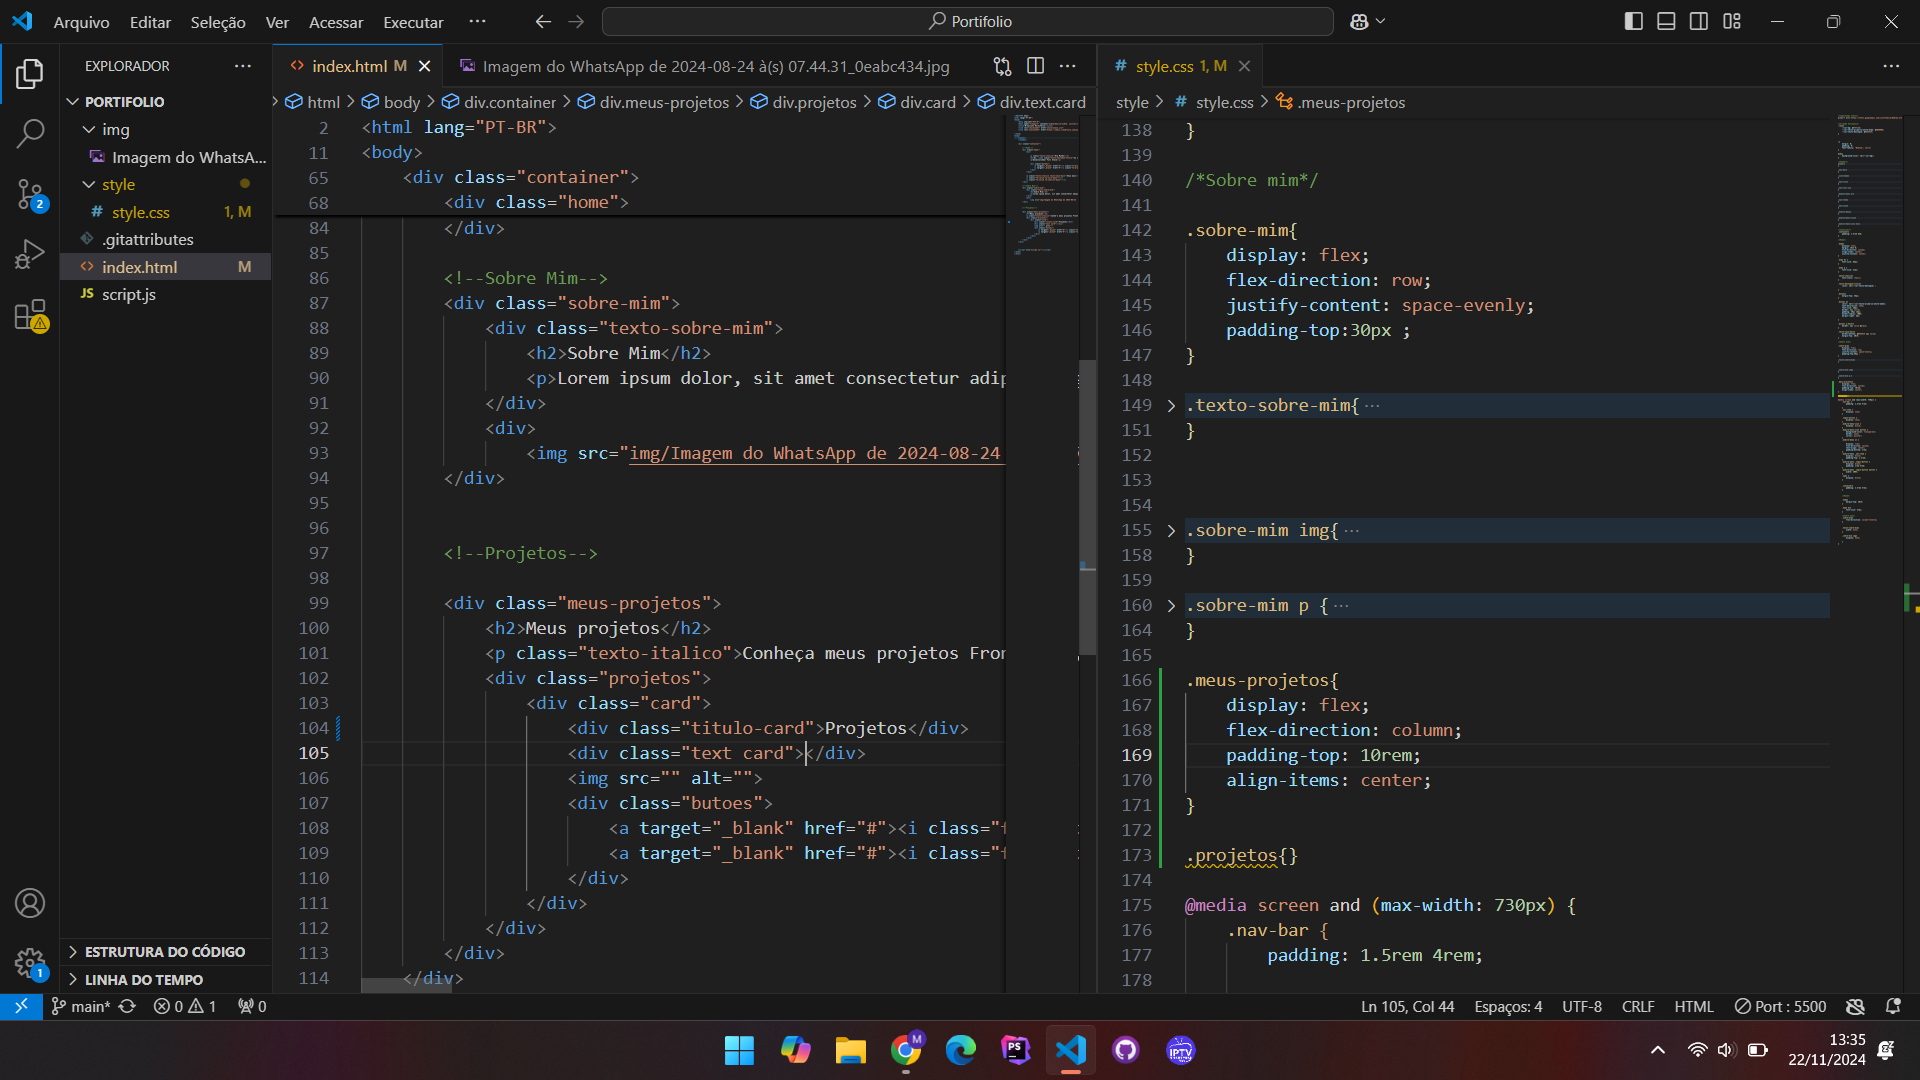 Arquivo Editar Seleção Ver Acessar Executar ··· Portifolio
EXPLORADOR
PORTIFOLIO
img
Imagem do WhatsA...
style
# style.css 1, M
.gitattributes
index.html M
JS script.js
ESTRUTURA DO CÓDIGO
LINHA DO TEMPO
2
1
index.html M
Imagem do WhatsApp de 2024-08-24 à(s) 07.44.31_0eabc434.jpg
html > body > div.container > div.meus-projetos > div.projetos > div.card > div.text.card
2 <html lang="PT-BR">
11 <body>
65 <div class="container">
68 <div class="home">
84 </div>
85
86 <!--Sobre Mim-->
87 <div class="sobre-mim">
88 <div class="texto-sobre-mim">
89 <h2>Sobre Mim</h2>
90 <p>Lorem ipsum dolor, sit amet consectetur adip
91 </div>
92 <div>
93 <img src="img/Imagem do WhatsApp de 2024-08-24
94 </div>
95
96
97 <!--Projetos-->
98
99 <div class="meus-projetos">
100 <h2>Meus projetos</h2>
101 <p class="texto-italico">Conheça meus projetos Fron
102 <div class="projetos">
103 <div class="card">
104 <div class="titulo-card">Projetos</div>
105 <div class="text card"></div>
106 <img src="" alt="">
107 <div class="butoes">
108 <a target="_blank" href="#"><i class="f
109 <a target="_blank" href="#"><i class="f
110 </div>
111 </div>
112 </div>
113 </div>
114 </div>
# style.css 1, M
style > # style.css > .meus-projetos
138 }
139
140 /*Sobre mim*/
141
142 .sobre-mim{
143 display: flex;
144 flex-direction: row;
145 justify-content: space-evenly;
146 padding-top:30px ;
147 }
148
149 .texto-sobre-mim{ ···
151 }
152
153
154
155 .sobre-mim img{ ···
158 }
159
160 .sobre-mim p { ···
164 }
165
166 .meus-projetos{
167 display: flex;
168 flex-direction: column;
169 padding-top: 10rem;
170 align-items: center;
171 }
172
173 .projetos{}
174
175 @media screen and (max-width: 730px) {
176 .nav-bar {
177 padding: 1.5rem 4rem;
178
main* 0 1 0 Ln 105, Col 44 Espaços: 4 UTF-8 CRLF HTML Port : 5500
M PS IPTV
13:35
22/11/2024